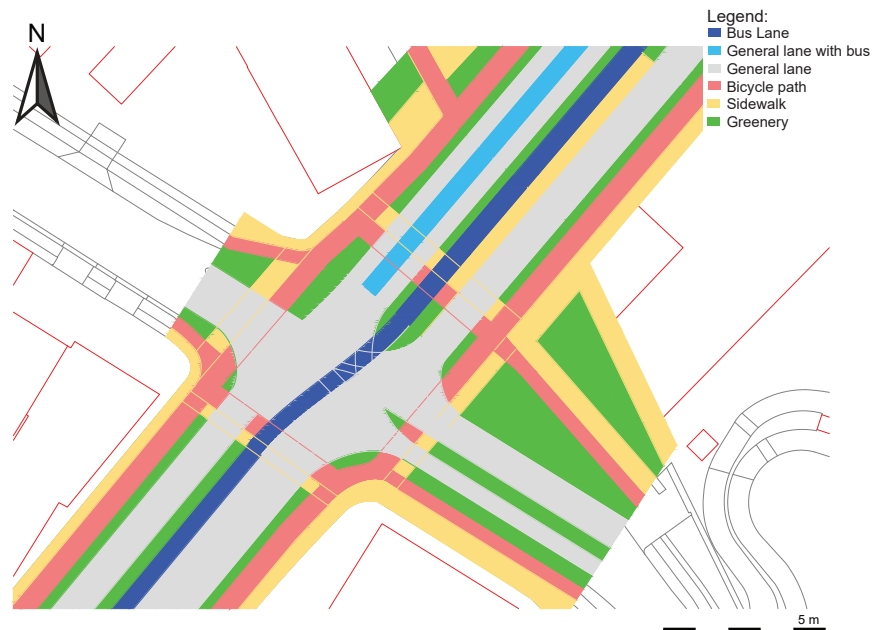 N
Legend:
Bus Lane
General lane with bus
General lane
Bicycle path
Sidewalk
Greenery
5 m